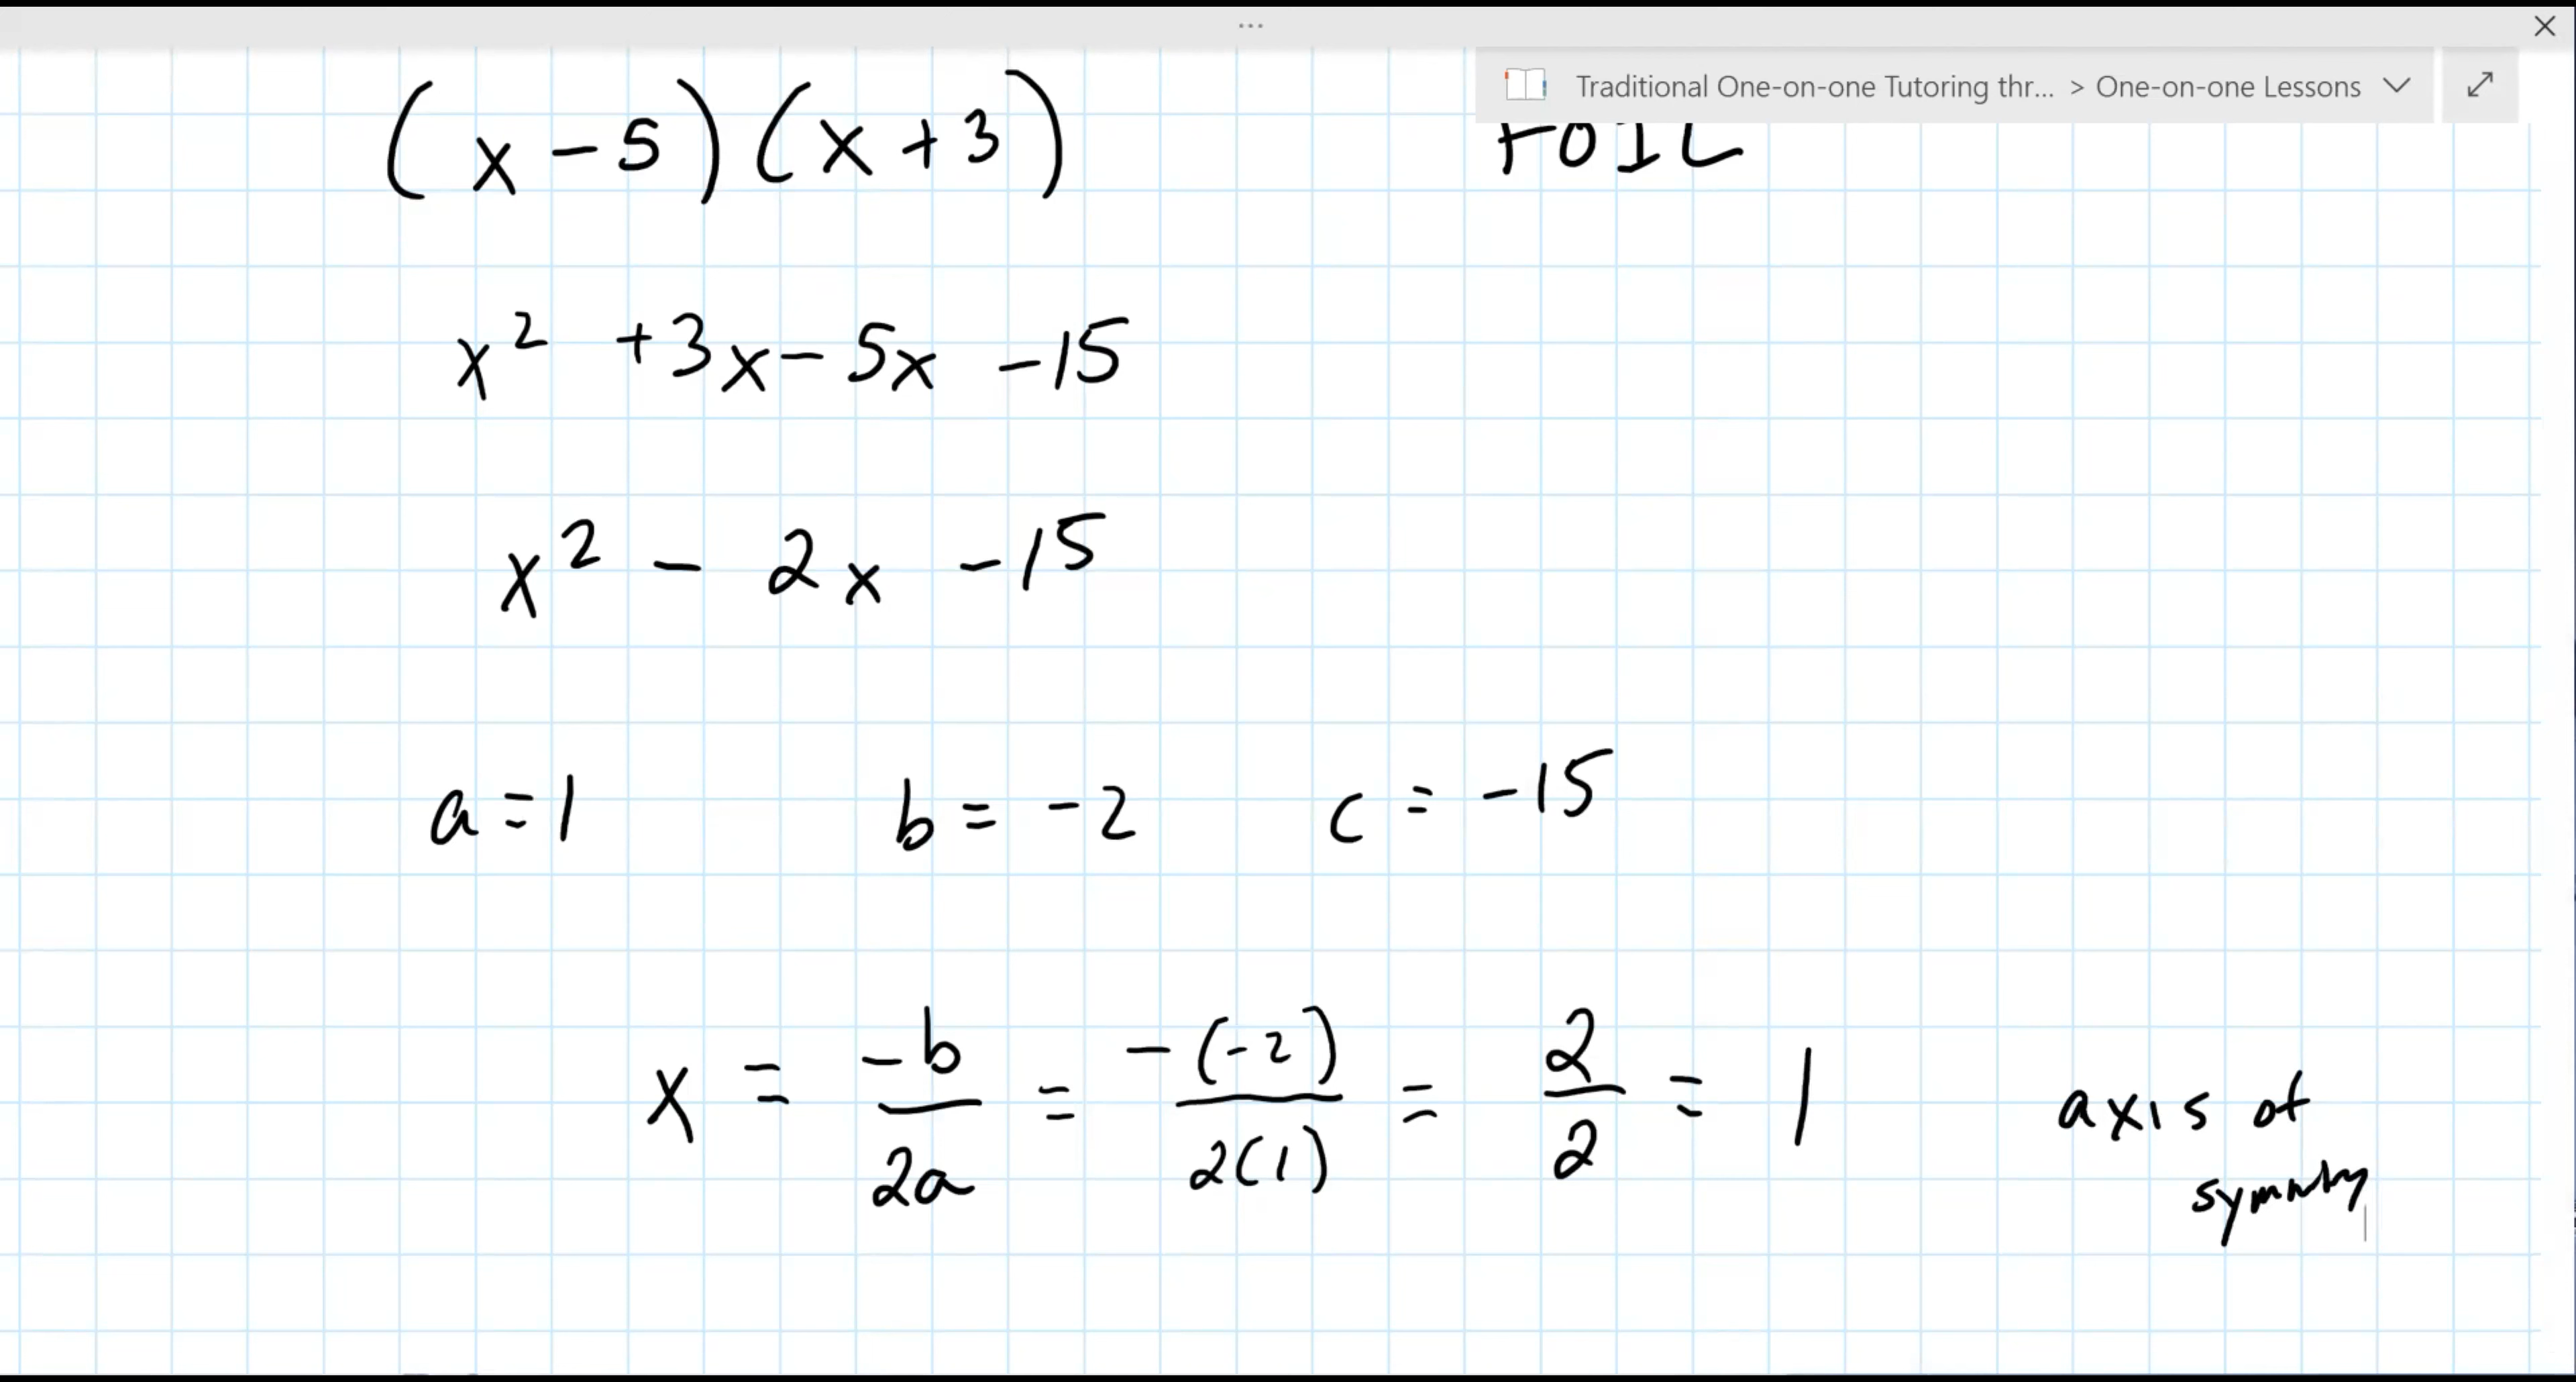 ...
Traditional One-on-one Tutoring thr... > One-on-one Lessons
(x-5)(x+3)
FOIL
x² +3x-5x -15
x² - 2x -15
a=1 b= -2 c = -15
x = -b/2a = -(-2)/2(1) = 2/2 = 1
axis of